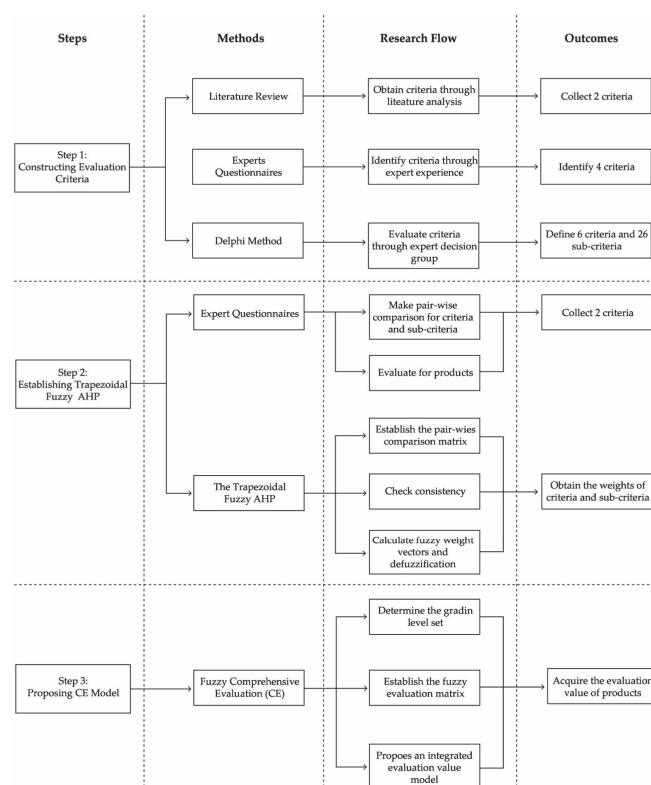 Steps
Methods
Research Flow
Outcomes
Step 1:
Constructing Evaluation
Criteria
Literature Review
Obtain criteria through
liteature analysis
Collect 2 criteria
Experts
Questionnaires
Identify criteria through
expert experience
Identify 4 criteria
Delphi Method
Evaluate criteria
through expert decision
group
Define 6 criteria and 26
sub-criteria
Step 2:
Establishing Trapezoidal
Fuzzy AHP
Expert Questionnaires
Make pair-wise
comparison for criteria
and sub-criteria
Collect 2 criteria
Evaluate for products
The Trapezoidal
Fuzzy AHP
Establish the pair-wies
comparison matrix
Check consistency
Calculate fuzzy weight
vectors and
defuzzification
Obtain the weights of
criteria and sub-criteria
Step 3:
Proposing CE Model
Fuzzy Comprehensive
Evaluation (CE)
Determine the gradin
level set
Establish the fuzzy
evaluation matrix
Propoes an integrated
evaluation value
model
Acquire the evaluation
value of products